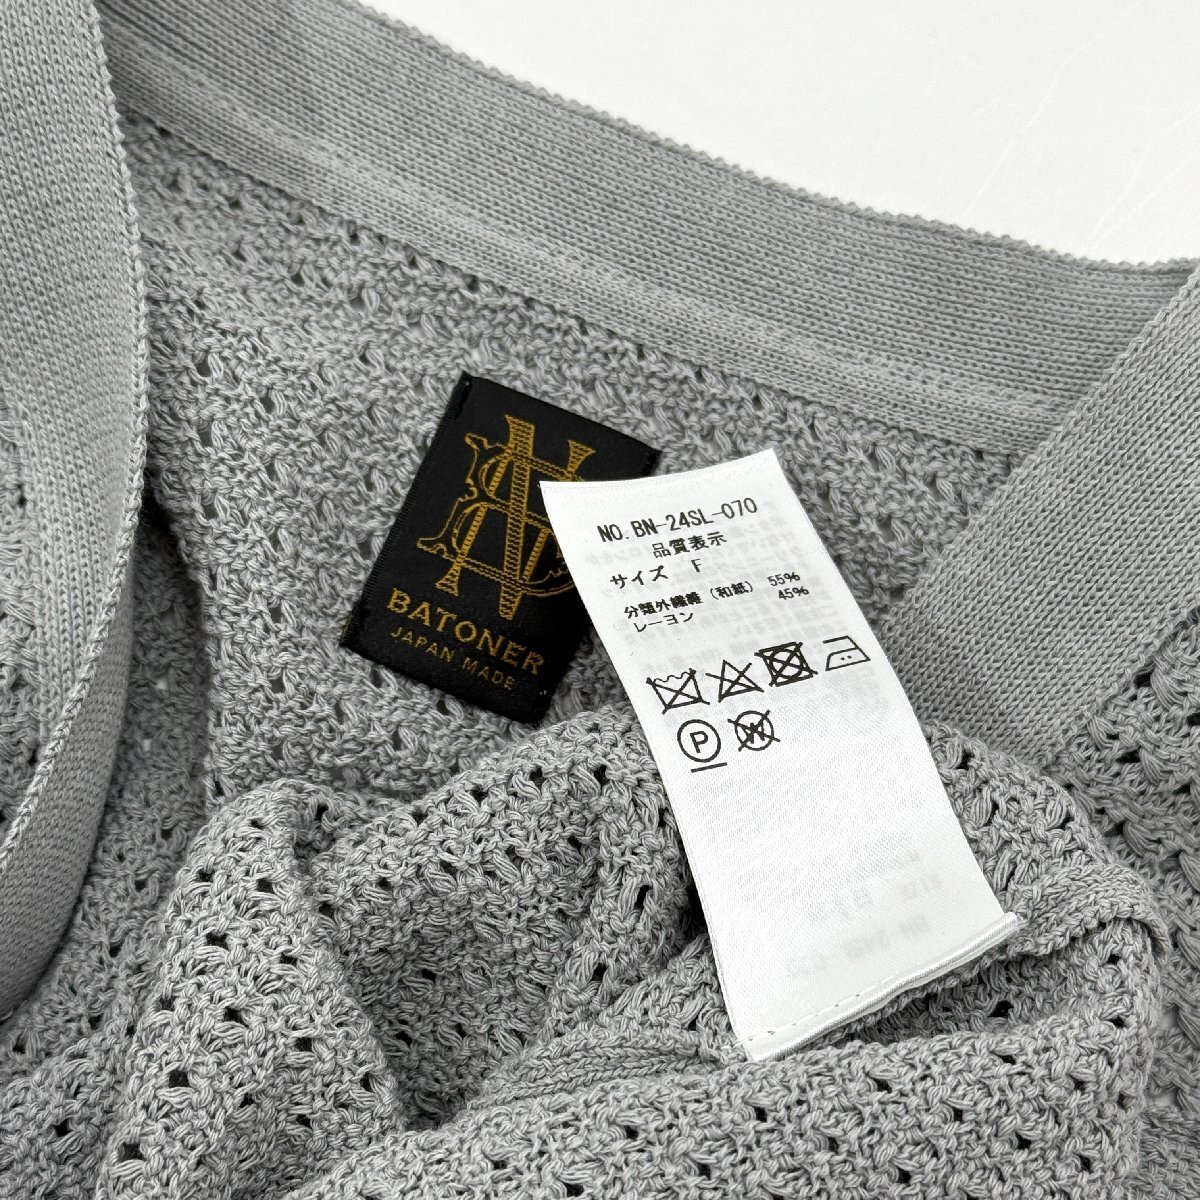 BATONER
JAPAN MADE
NO. BN-24SL-070
品質表示
サイズ F
分類外繊維（和紙） 55%
レーヨン 45%
P
W